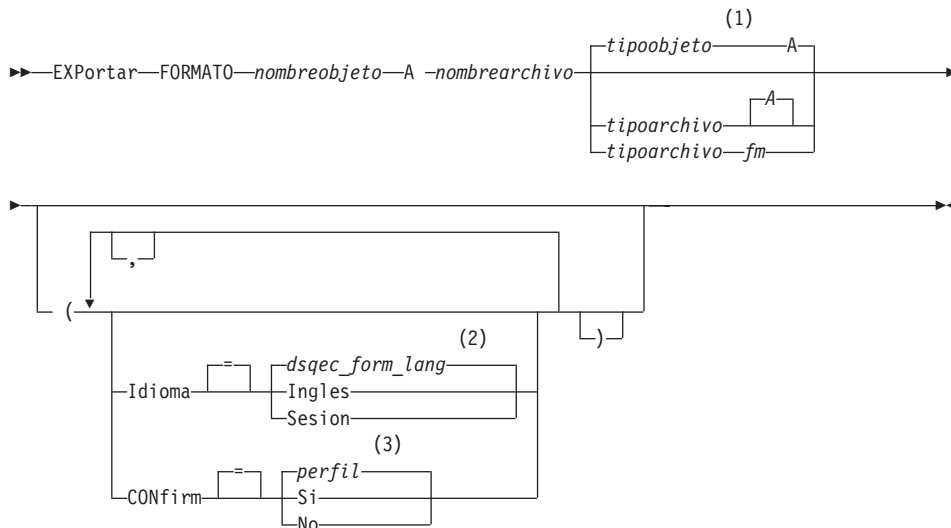 (1)
tipoobjeto A
EXPortar FORMATO nombreobjeto A nombrearchivo
A
tipoarchivo
tipoarchivo fm
,
(
)
(2)
dsqec_form_lang
Idioma =
Ingles
Sesion
(3)
perfil
CONfirm =
Si
No